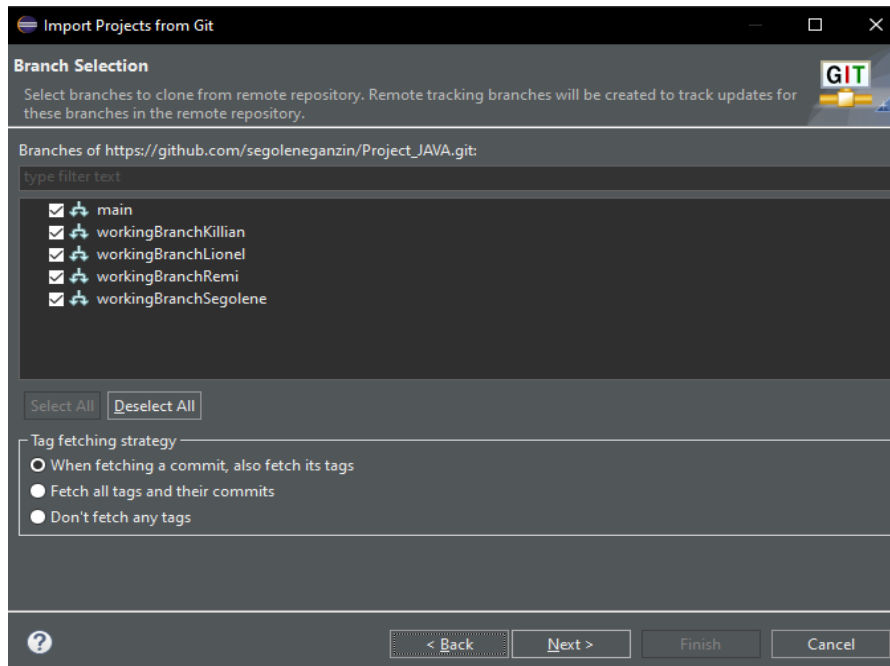 Import Projects from Git
Branch Selection
GIT
Select branches to clone from remote repository. Remote tracking branches will be created to track updates for
these branches in the remote repository.
Branches of https://github.com/segoleneganzin/Project_JAVA.git:
type filter text
main
workingBranchKillian
workingBranchLionel
workingBranchRemi
workingBranchSegolene
Select All Deselect All
Tag fetching strategy
When fetching a commit, also fetch its tags
Fetch all tags and their commits
Don't fetch any tags
? < Back Next > Finish Cancel